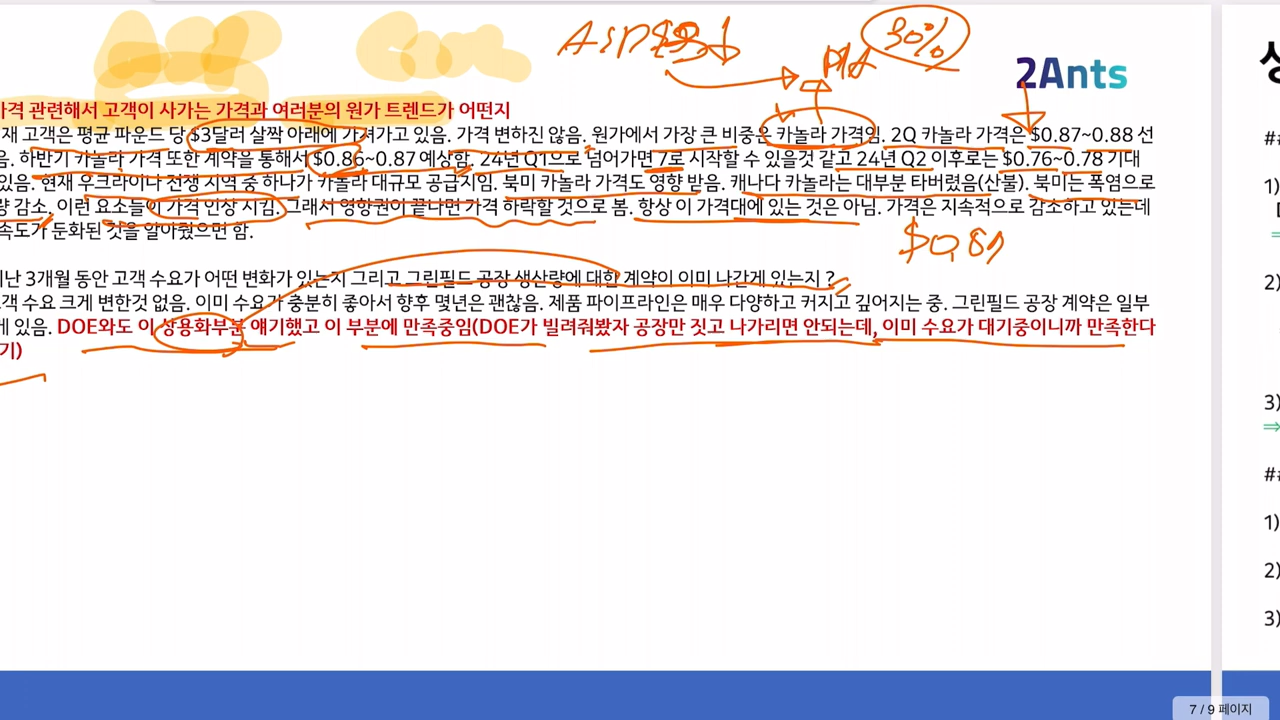 30%
2Ants
가격 관련해서 고객이 사가는 가격과 여러분의 원가 트렌드가 어떤지
재 고객은 평균 파운드 당 $3달러 살짝 아래에 가져가고 있음. 가격 변하진 않음. 원가에서 가장 큰 비중은 카놀라 가격임. 2Q 카놀라 가격은 $0.87~0.88 선
음. 하반기 카놀라 가격 또한 계약을 통해서 $0.86~0.87 예상함. 24년 Q1으로 넘어가면 7로 시작할 수 있을것 같고 24년 Q2 이후로는 $0.76~0.78 기대
있음. 현재 우크라이나 전쟁 지역 중 하나가 카놀라 대규모 공급지임. 북미 카놀라 가격도 영향 받음. 캐나다 카놀라는 대부분 타버렸음(산불). 북미는 폭염으로
량 감소. 이런 요소들이 가격 인상 시킴. 그래서 영향권이 끝나면 가격 하락할 것으로 봄. 항상 이 가격대에 있는 것은 아님. 가격은 지속적으로 감소하고 있는데
속도가 둔화된 것을 알아줬으면 함.
지난 3개월 동안 고객 수요가 어떤 변화가 있는지 그리고 그린필드 공장 생산량에 대한 계약이 이미 나간게 있는지 ?
객 수요 크게 변한것 없음. 이미 수요가 충분히 좋아서 향후 몇년은 괜찮음. 제품 파이프라인은 매우 다양하고 커지고 깊어지는 중. 그린필드 공장 계약은 일부
게 있음. DOE와도 이 상용화부분 얘기했고 이 부분에 만족중임(DOE가 빌려줘봤자 공장만 짓고 나가리면 안되는데, 이미 수요가 대기중이니까 만족한다
기)
##
1)
⇒
2)
3)
⇒
##
1)
2)
3)
7 / 9 페이지